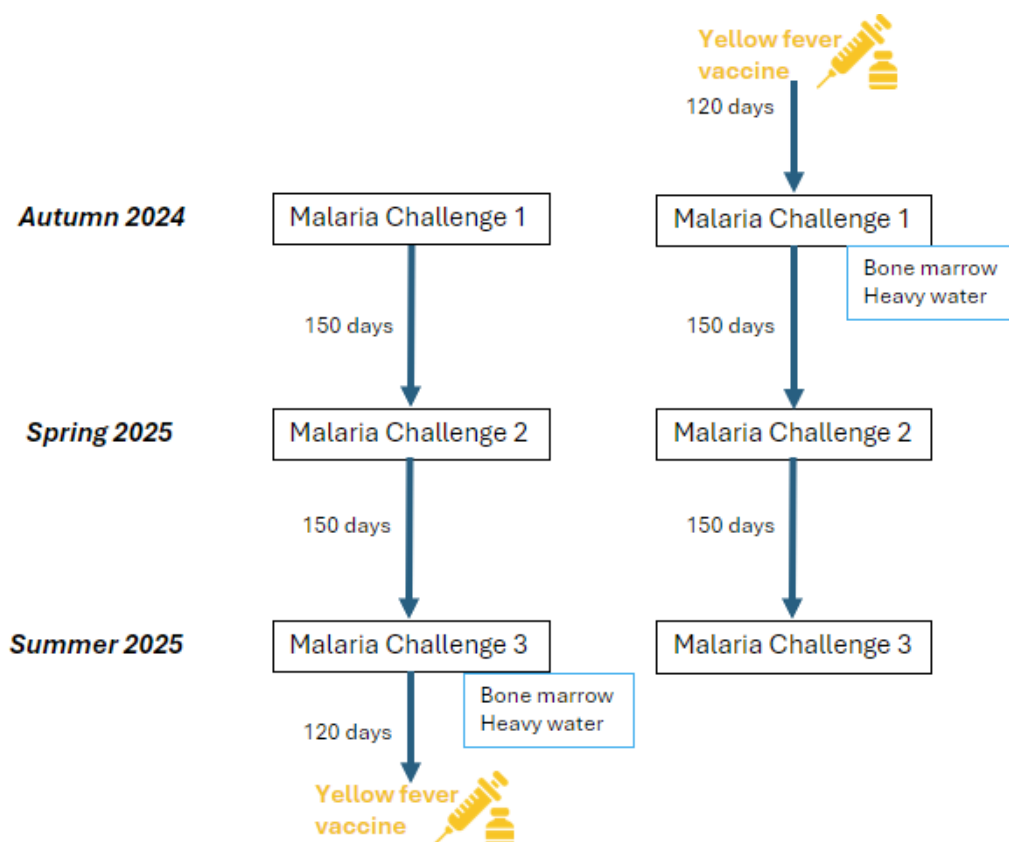 Yellow fever
vaccine
120 days
Autumn 2024
Malaria Challenge 1
Malaria Challenge 1
Bone marrow
Heavy water
150 days
150 days
Spring 2025
Malaria Challenge 2
Malaria Challenge 2
150 days
150 days
Summer 2025
Malaria Challenge 3
Malaria Challenge 3
Bone marrow
Heavy water
120 days
Yellow fever
vaccine